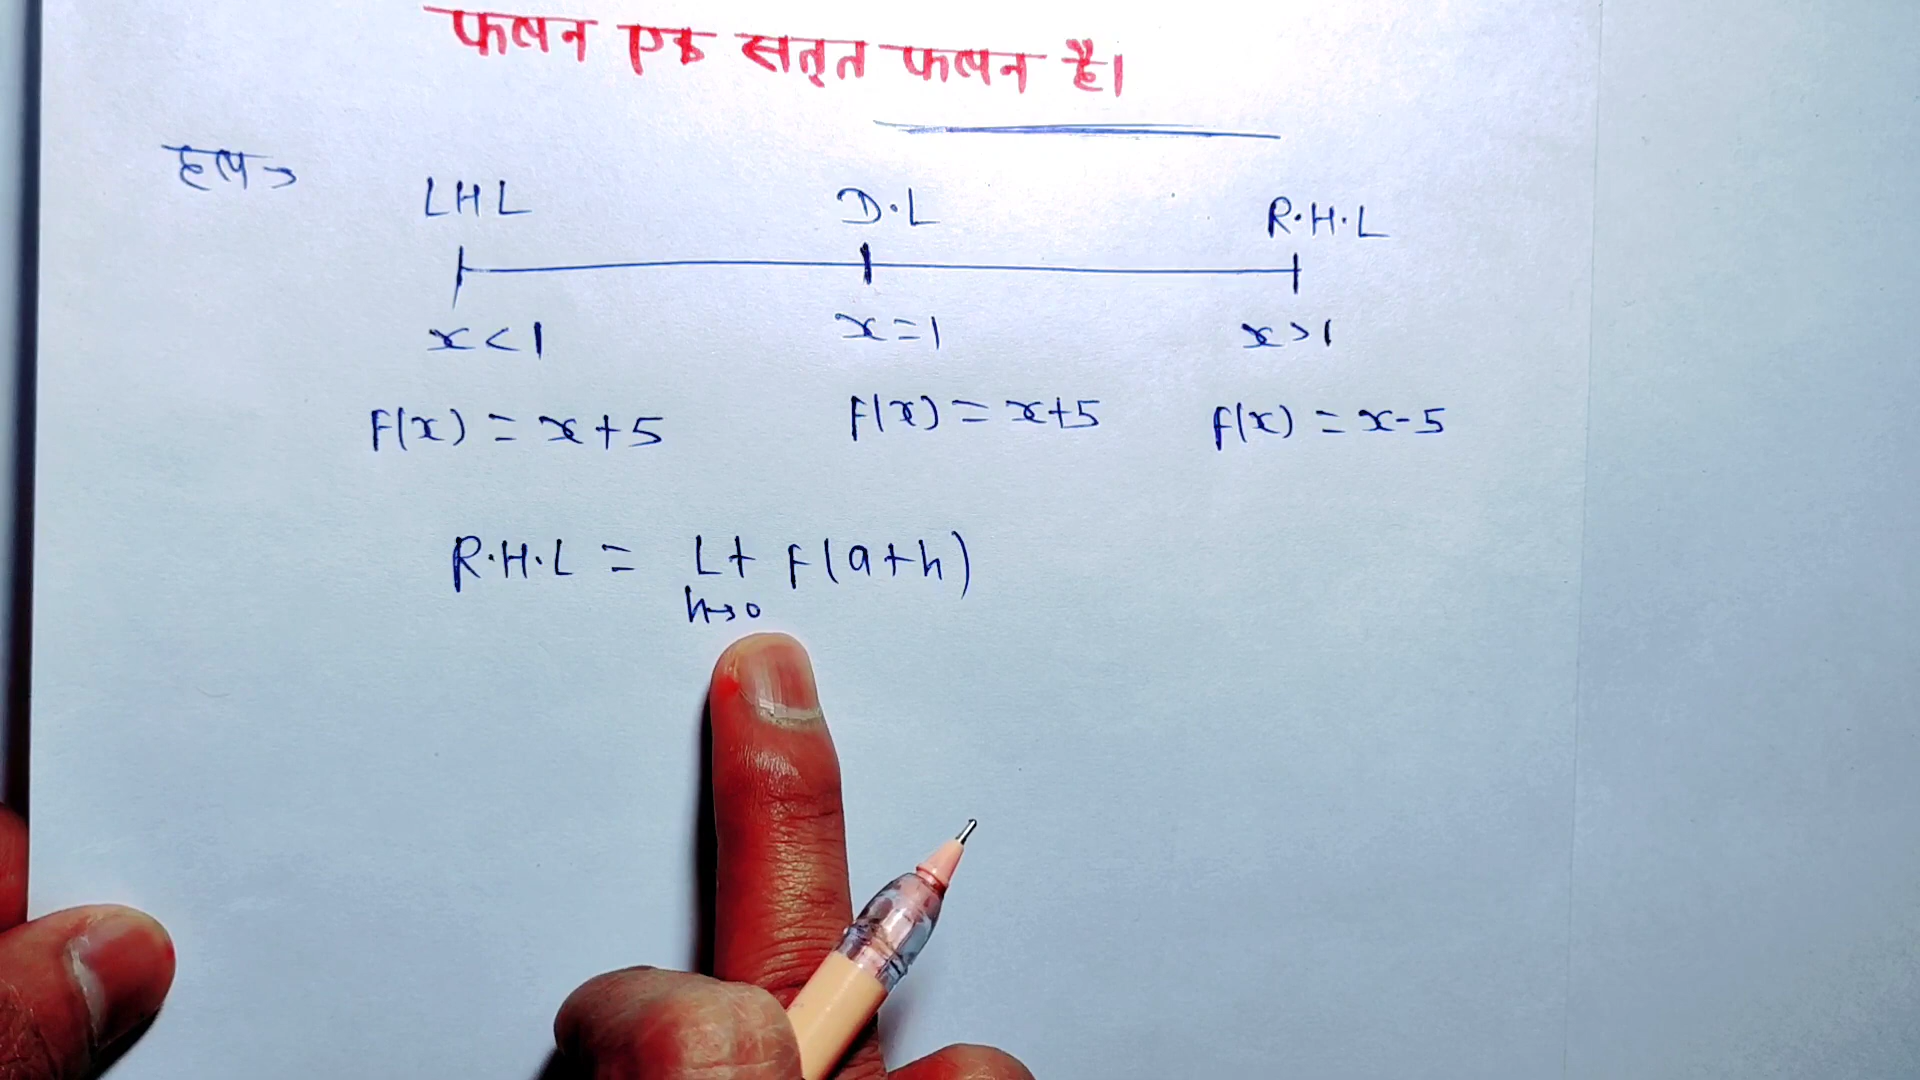 फलन एक सतत फलन है।
हल→
LHL D.L R.H.L
x<1 x=1 x>1
F(x) = x+5 F(x) = x+5 f(x) = x-5
R.H.L = Lt F(a+h)
h→0